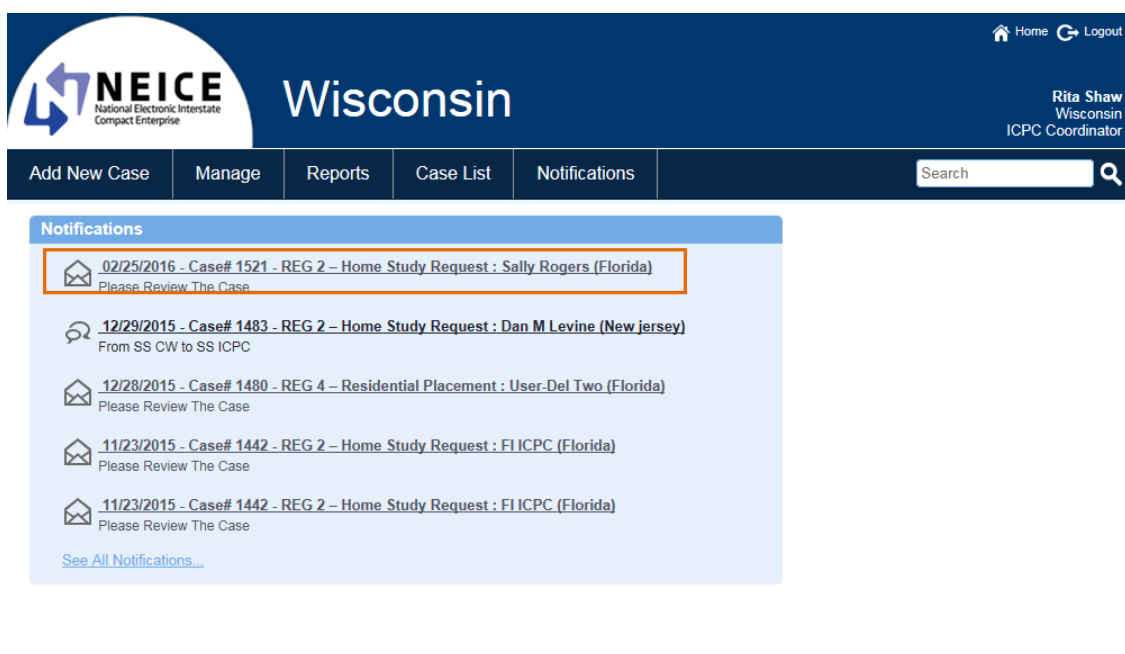 Home Logout
NEICE
National Electronic Interstate
Compact Enterprise
Wisconsin
Rita Shaw
Wisconsin
ICPC Coordinator
Add New Case Manage Reports Case List Notifications Search
Notifications
02/25/2016 - Case# 1521 - REG 2 – Home Study Request : Sally Rogers (Florida)
Please Review The Case
12/29/2015 - Case# 1483 - REG 2 – Home Study Request : Dan M Levine (New jersey)
From SS CW to SS ICPC
12/28/2015 - Case# 1480 - REG 4 – Residential Placement : User-Del Two (Florida)
Please Review The Case
11/23/2015 - Case# 1442 - REG 2 – Home Study Request : Fl ICPC (Florida)
Please Review The Case
11/23/2015 - Case# 1442 - REG 2 – Home Study Request : Fl ICPC (Florida)
Please Review The Case
See All Notifications...